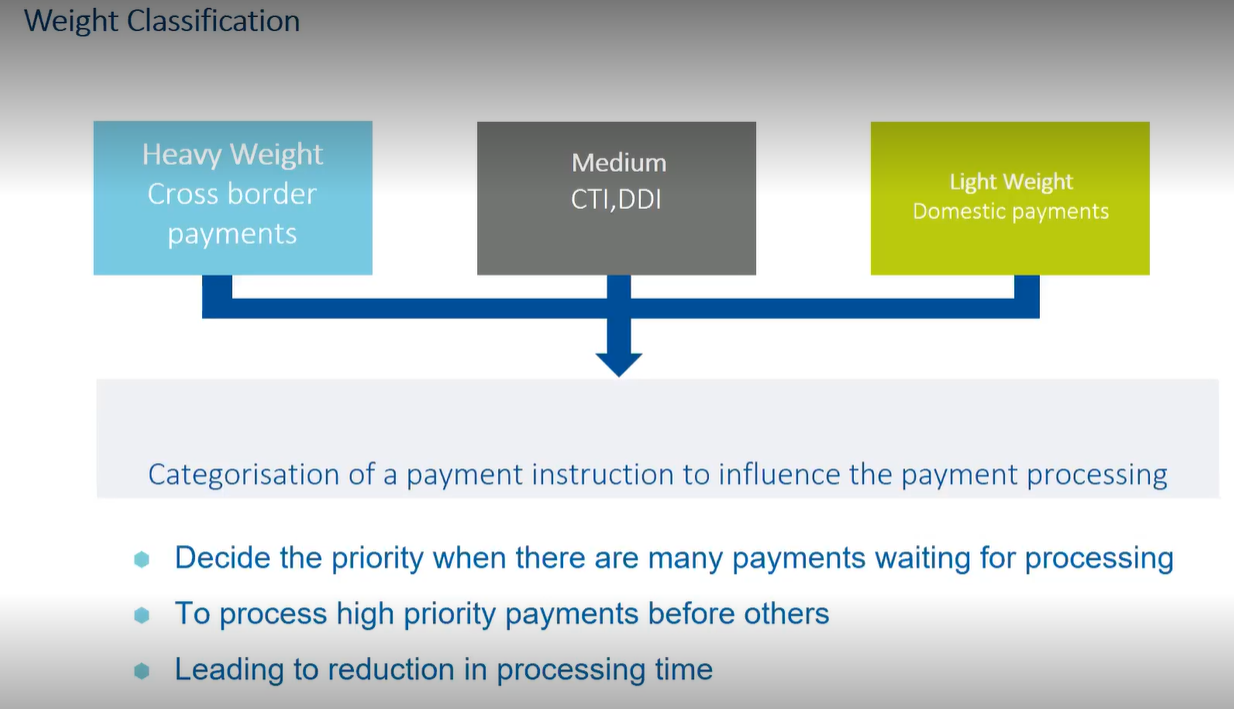 Weight Classification
Heavy Weight
Cross border
payments
Medium
CTI,DDI
Light Weight
Domestic payments
Categorisation of a payment instruction to influence the payment processing
Decide the priority when there are many payments waiting for processing
To process high priority payments before others
Leading to reduction in processing time